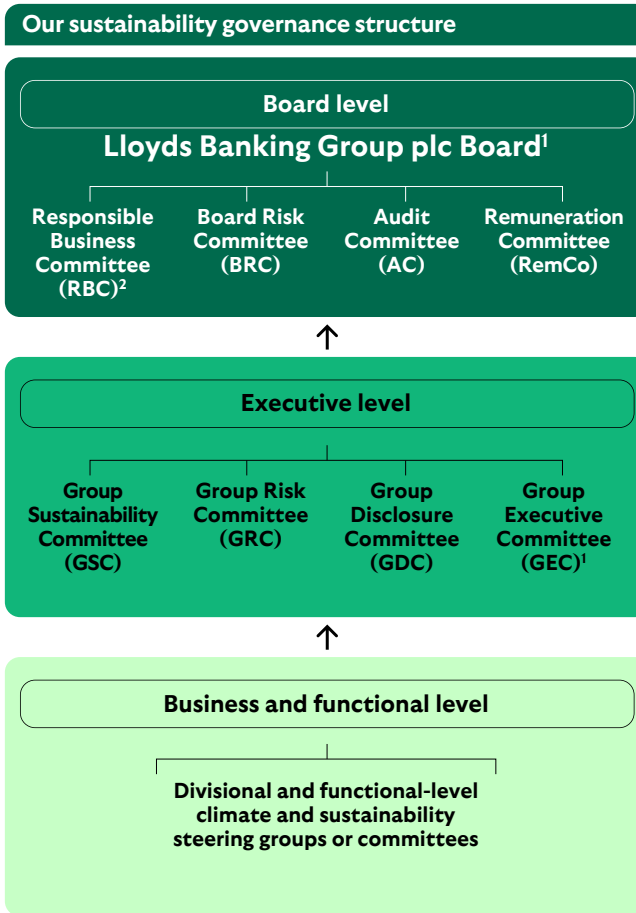 Our sustainability governance structure
Board level
Lloyds Banking Group plc Board¹
Responsible
Business
Committee
(RBC)²
Board Risk
Committee
(BRC)
Audit
Committee
(AC)
Remuneration
Committee
(RemCo)
Executive level
Group
Sustainability
Committee
(GSC)
Group Risk
Committee
(GRC)
Group
Disclosure
Committee
(GDC)
Group
Executive
Committee
(GEC)¹
Business and functional level
Divisional and functional-level
climate and sustainability
steering groups or committees